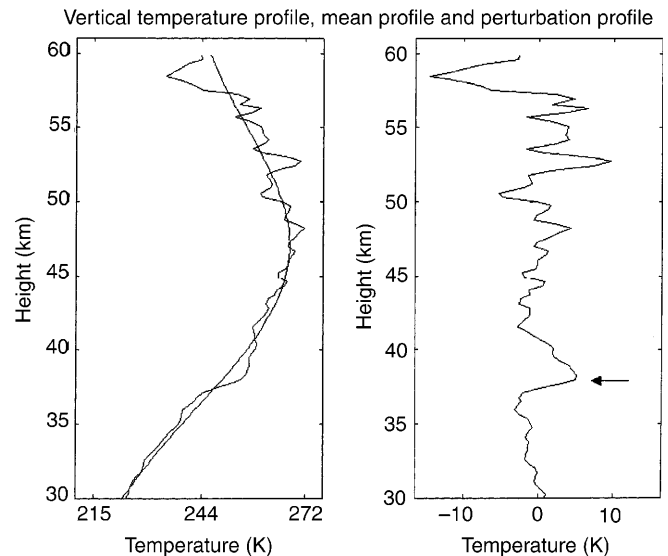 Vertical temperature profile, mean profile and perturbation profile
60
55
50
45
40
35
30
Height (km)
215 244 272
Temperature (K)
60
55
50
45
40
35
30
Height (km)
−10 0 10
Temperature (K)